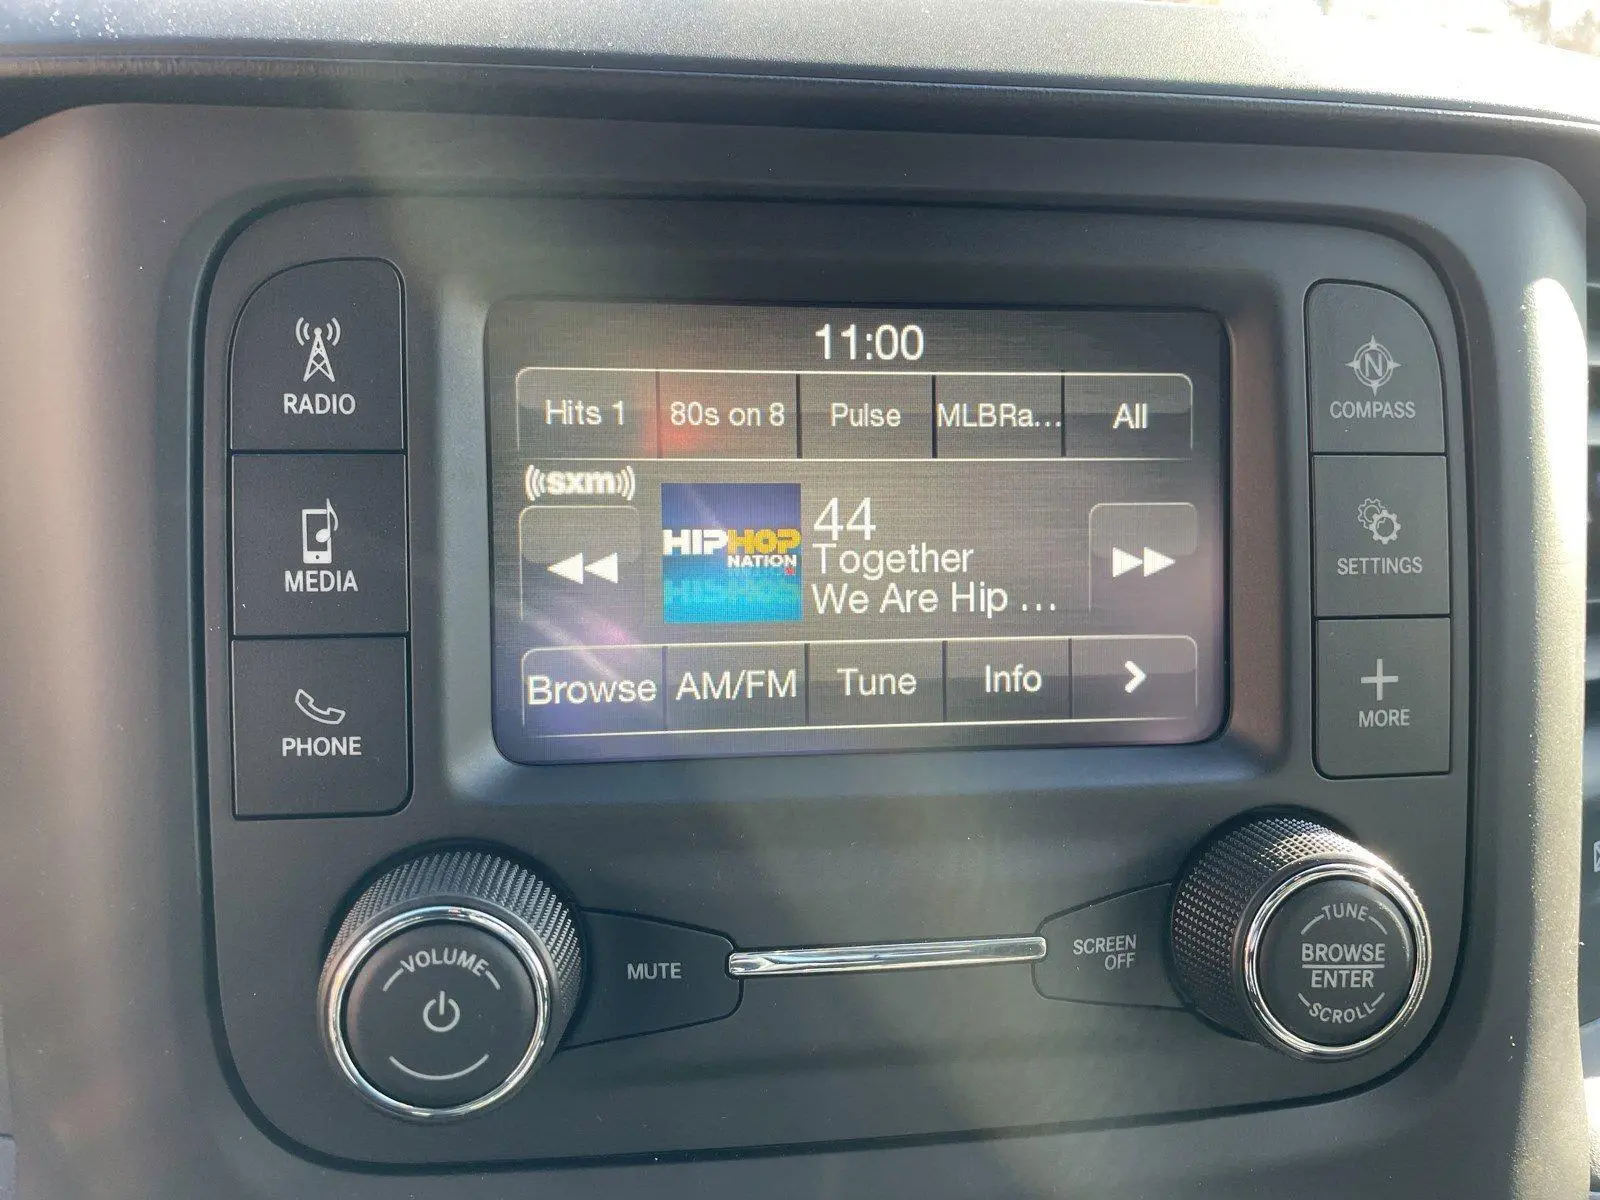 11:00
Hits 1 80s on 8 Pulse MLBRa... All
((sxm))
HIPHOP
NATION
44
Together
We Are Hip ...
Browse AM/FM Tune Info
RADIO
MEDIA
PHONE
N
COMPASS
SETTINGS
MORE
VOLUME
MUTE
SCREEN
OFF
TUNE
BROWSE
ENTER
SCROLL